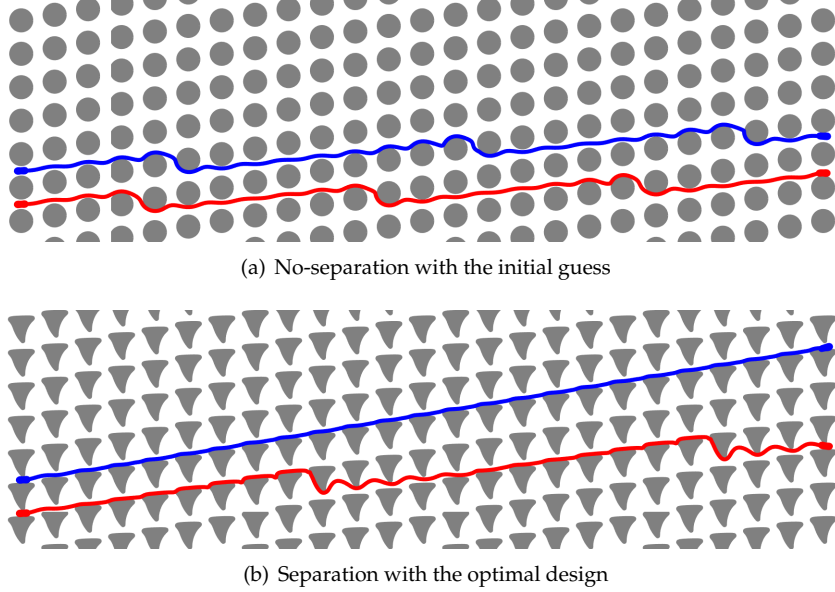 (a) No-separation with the initial guess
(b) Separation with the optimal design